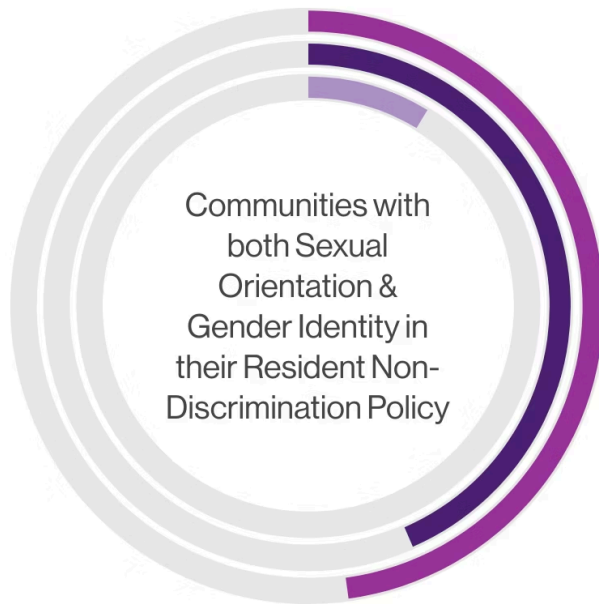 Communities with
both Sexual
Orientation &
Gender Identity in
their Resident Non-
Discrimination Policy